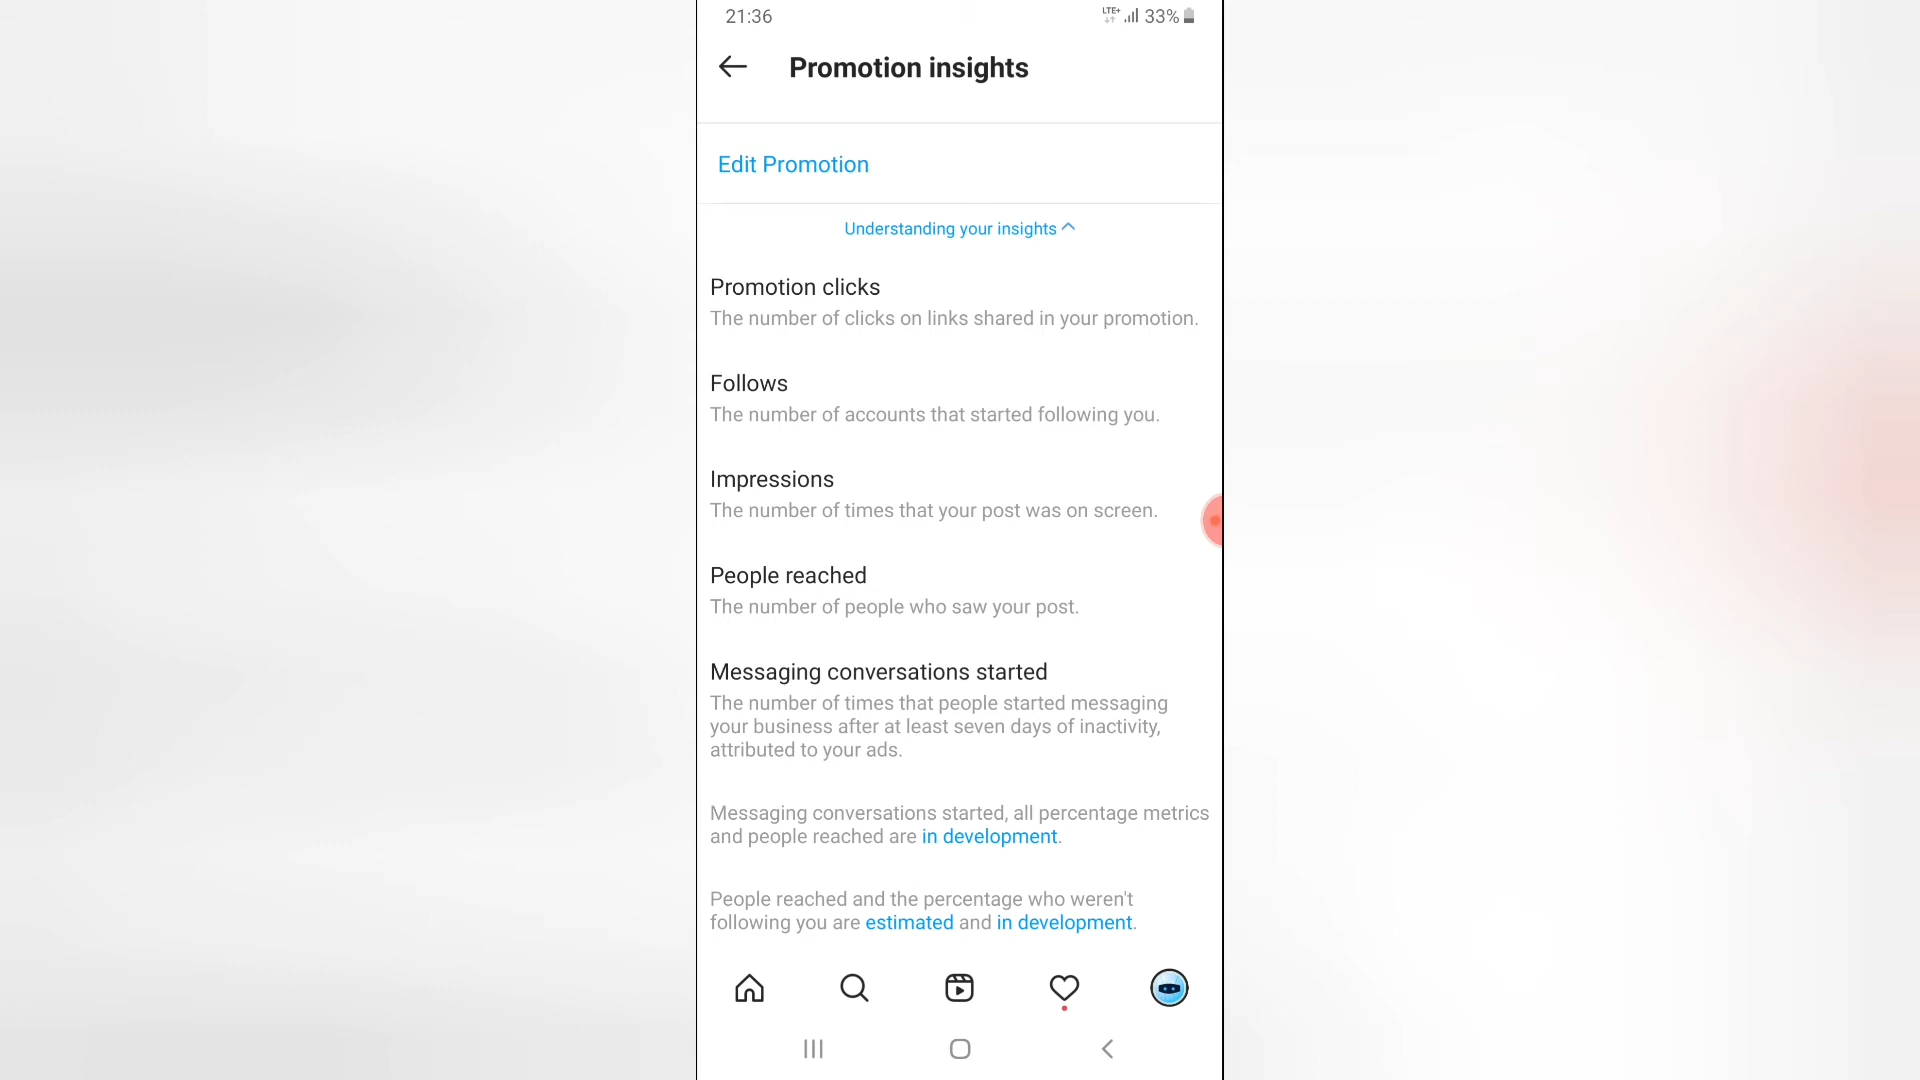 21:36
LTE+ 33%
Promotion insights
Edit Promotion
Understanding your insights
Promotion clicks
The number of clicks on links shared in your promotion.
Follows
The number of accounts that started following you.
Impressions
The number of times that your post was on screen.
People reached
The number of people who saw your post.
Messaging conversations started
The number of times that people started messaging
your business after at least seven days of inactivity,
attributed to your ads.
Messaging conversations started, all percentage metrics
and people reached are in development.
People reached and the percentage who weren't
following you are estimated and in development.